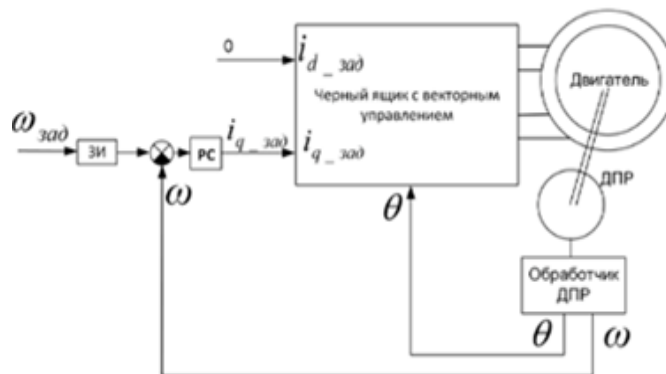 0
i_d_зад
Черный ящик с векторным
управлением
Двигатель
ω_зад
ЗИ
РС
i_q_зад
i_q_зад
ω
θ
ДПР
Обработчик
ДПР
θ
ω